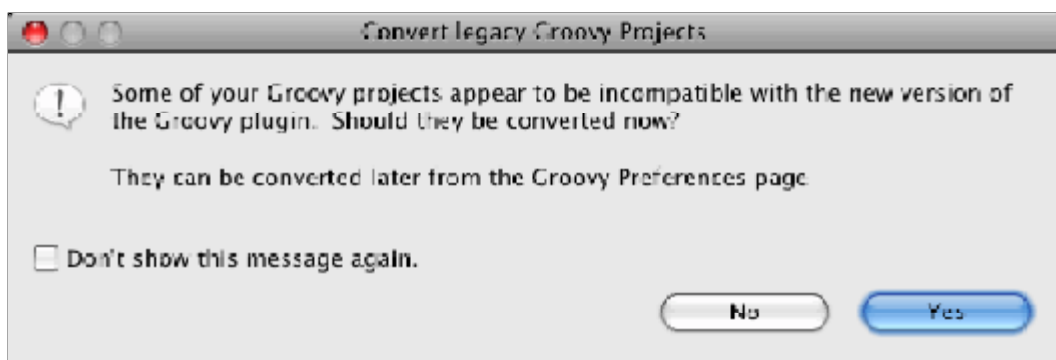 Convert legacy Groovy Projects
Some of your Groovy projects appear to be incompatible with the new version of
the Groovy plugin. Should they be converted now?
They can be converted later from the Groovy Preferences page
Don't show this message again.
No
Yes